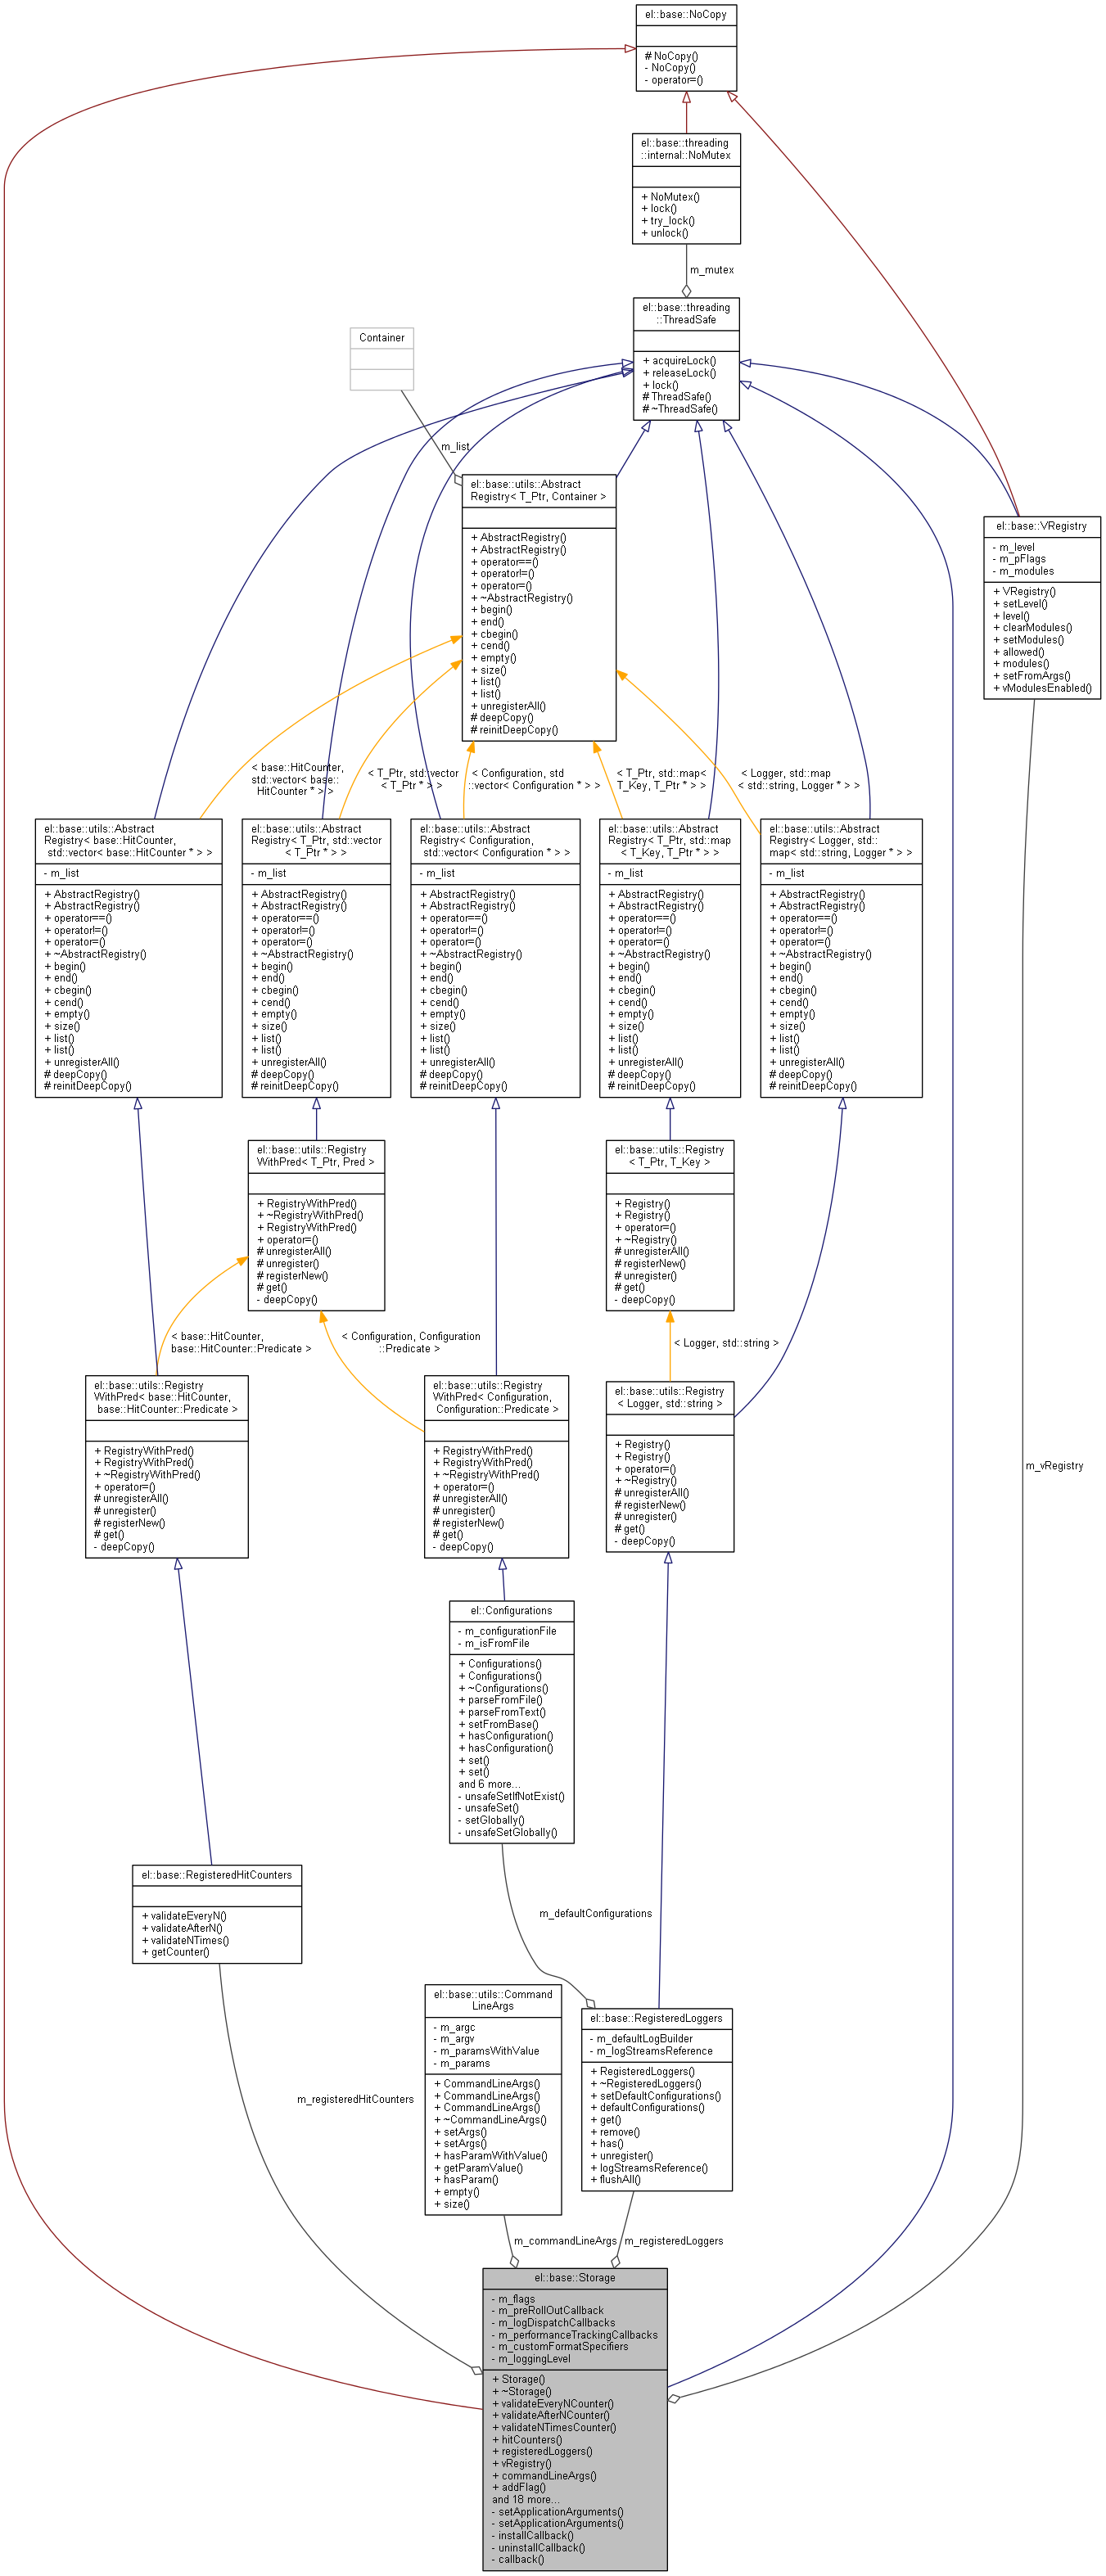 el::base::NoCopy
# NoCopy()
- NoCopy()
- operator=()
el::base::threading
::internal::NoMutex
+ NoMutex()
+ lock()
+ try_lock()
+ unlock()
m_mutex
el::base::threading
::ThreadSafe
+ acquireLock()
+ releaseLock()
+ lock()
# ThreadSafe()
# ~ThreadSafe()
Container
m_list
el::base::utils::Abstract
Registry< T_Ptr, Container >
+ AbstractRegistry()
+ AbstractRegistry()
+ operator==()
+ operator!=()
+ operator=()
+ ~AbstractRegistry()
+ begin()
+ end()
+ cbegin()
+ cend()
+ empty()
+ size()
+ list()
+ list()
+ unregisterAll()
# deepCopy()
# reinitDeepCopy()
el::base::VRegistry
- m_level
- m_pFlags
- m_modules
+ VRegistry()
+ setLevel()
+ level()
+ clearModules()
+ setModules()
+ allowed()
+ modules()
+ setFromArgs()
+ vModulesEnabled()
< base::HitCounter,
std::vector< base::
HitCounter * > >
< T_Ptr, std::vector
< T_Ptr * > >
< Configuration, std
::vector< Configuration * > >
< T_Ptr, std::map<
T_Key, T_Ptr * > >
< Logger, std::map
< std::string, Logger * > >
el::base::utils::Abstract
Registry< base::HitCounter,
std::vector< base::HitCounter * > >
- m_list
+ AbstractRegistry()
+ AbstractRegistry()
+ operator==()
+ operator!=()
+ operator=()
+ ~AbstractRegistry()
+ begin()
+ end()
+ cbegin()
+ cend()
+ empty()
+ size()
+ list()
+ list()
+ unregisterAll()
# deepCopy()
# reinitDeepCopy()
el::base::utils::Abstract
Registry< T_Ptr, std::vector
< T_Ptr * > >
- m_list
+ AbstractRegistry()
+ AbstractRegistry()
+ operator==()
+ operator!=()
+ operator=()
+ ~AbstractRegistry()
+ begin()
+ end()
+ cbegin()
+ cend()
+ empty()
+ size()
+ list()
+ list()
+ unregisterAll()
# deepCopy()
# reinitDeepCopy()
el::base::utils::Abstract
Registry< Configuration,
std::vector< Configuration * > >
- m_list
+ AbstractRegistry()
+ AbstractRegistry()
+ operator==()
+ operator!=()
+ operator=()
+ ~AbstractRegistry()
+ begin()
+ end()
+ cbegin()
+ cend()
+ empty()
+ size()
+ list()
+ list()
+ unregisterAll()
# deepCopy()
# reinitDeepCopy()
el::base::utils::Abstract
Registry< T_Ptr, std::map
< T_Key, T_Ptr * > >
- m_list
+ AbstractRegistry()
+ AbstractRegistry()
+ operator==()
+ operator!=()
+ operator=()
+ ~AbstractRegistry()
+ begin()
+ end()
+ cbegin()
+ cend()
+ empty()
+ size()
+ list()
+ list()
+ unregisterAll()
# deepCopy()
# reinitDeepCopy()
el::base::utils::Abstract
Registry< Logger, std::
map< std::string, Logger * > >
- m_list
+ AbstractRegistry()
+ AbstractRegistry()
+ operator==()
+ operator!=()
+ operator=()
+ ~AbstractRegistry()
+ begin()
+ end()
+ cbegin()
+ cend()
+ empty()
+ size()
+ list()
+ list()
+ unregisterAll()
# deepCopy()
# reinitDeepCopy()
el::base::utils::Registry
WithPred< T_Ptr, Pred >
+ RegistryWithPred()
+ ~RegistryWithPred()
+ RegistryWithPred()
+ operator=()
# unregisterAll()
# unregister()
# registerNew()
# get()
- deepCopy()
el::base::utils::Registry
< T_Ptr, T_Key >
+ Registry()
+ Registry()
+ operator=()
+ ~Registry()
# unregisterAll()
# registerNew()
# unregister()
# get()
- deepCopy()
< base::HitCounter,
base::HitCounter::Predicate >
< Configuration, Configuration
::Predicate >
< Logger, std::string >
el::base::utils::Registry
WithPred< base::HitCounter,
base::HitCounter::Predicate >
+ RegistryWithPred()
+ RegistryWithPred()
+ ~RegistryWithPred()
+ operator=()
# unregisterAll()
# unregister()
# registerNew()
# get()
- deepCopy()
el::base::utils::Registry
WithPred< Configuration,
Configuration::Predicate >
+ RegistryWithPred()
+ RegistryWithPred()
+ ~RegistryWithPred()
+ operator=()
# unregisterAll()
# unregister()
# registerNew()
# get()
- deepCopy()
el::base::utils::Registry
< Logger, std::string >
+ Registry()
+ Registry()
+ operator=()
+ ~Registry()
# unregisterAll()
# registerNew()
# unregister()
# get()
- deepCopy()
m_vRegistry
el::Configurations
- m_configurationFile
- m_isFromFile
+ Configurations()
+ Configurations()
+ ~Configurations()
+ parseFromFile()
+ parseFromText()
+ setFromBase()
+ hasConfiguration()
+ hasConfiguration()
+ set()
+ set()
and 6 more...
- unsafeSetIfNotExist()
- unsafeSet()
- setGlobally()
- unsafeSetGlobally()
el::base::RegisteredHitCounters
+ validateEveryN()
+ validateAfterN()
+ validateNTimes()
+ getCounter()
m_defaultConfigurations
el::base::utils::Command
LineArgs
- m_argc
- m_argv
- m_paramsWithValue
- m_params
+ CommandLineArgs()
+ CommandLineArgs()
+ CommandLineArgs()
+ ~CommandLineArgs()
+ setArgs()
+ setArgs()
+ hasParamWithValue()
+ getParamValue()
+ hasParam()
+ empty()
+ size()
el::base::RegisteredLoggers
- m_defaultLogBuilder
- m_logStreamsReference
+ RegisteredLoggers()
+ ~RegisteredLoggers()
+ setDefaultConfigurations()
+ defaultConfigurations()
+ get()
+ remove()
+ has()
+ unregister()
+ logStreamsReference()
+ flushAll()
m_registeredHitCounters
m_commandLineArgs
m_registeredLoggers
el::base::Storage
- m_flags
- m_preRollOutCallback
- m_logDispatchCallbacks
- m_performanceTrackingCallbacks
- m_customFormatSpecifiers
- m_loggingLevel
+ Storage()
+ ~Storage()
+ validateEveryNCounter()
+ validateAfterNCounter()
+ validateNTimesCounter()
+ hitCounters()
+ registeredLoggers()
+ vRegistry()
+ commandLineArgs()
+ addFlag()
and 18 more...
- setApplicationArguments()
- setApplicationArguments()
- installCallback()
- uninstallCallback()
- callback()